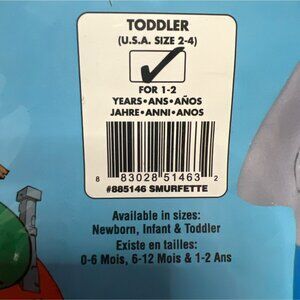 TODDLER
(U.S.A. SIZE 2-4)
FOR 1-2
YEARS•ANS•AÑOS
JAHRE•ANNI•ANOS
8 83028 51463 2
#885146 SMURFETTE
Available in sizes:
Newborn, Infant & Toddler
Existe en tailles:
0-6 Mois, 6-12 Mois & 1-2 Ans